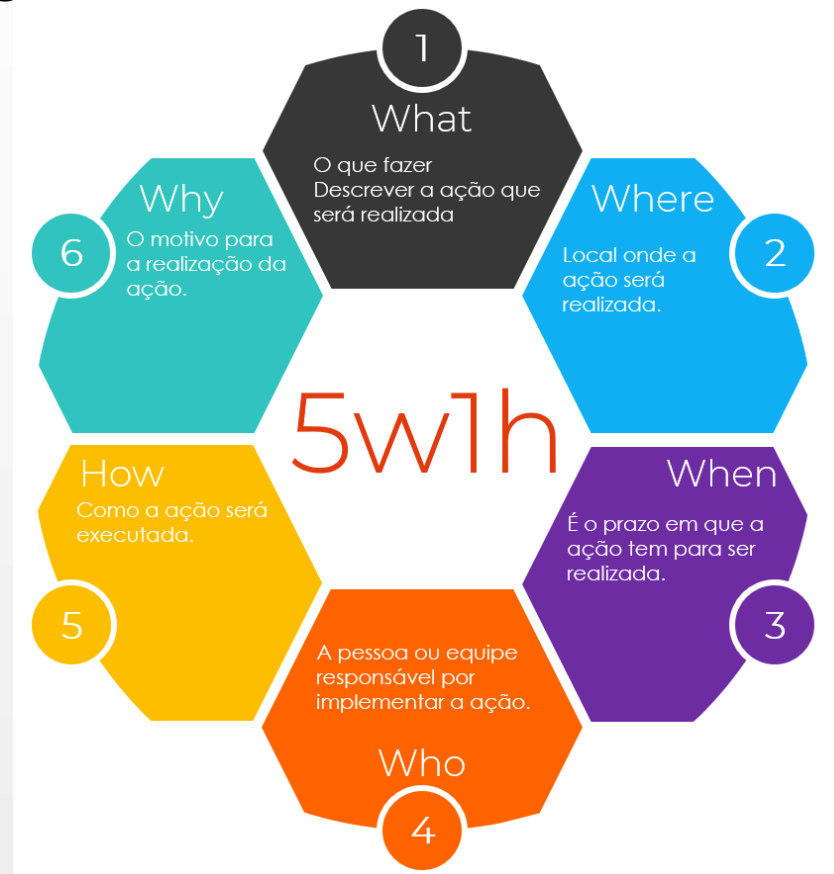 1
What
O que fazer
Descrever a ação que
será realizada
2
Where
Local onde a
ação será
realizada.
3
When
É o prazo em que a
ação tem para ser
realizada.
4
Who
A pessoa ou equipe
responsável por
implementar a ação.
5
How
Como a ação será
executada.
6
Why
O motivo para
a realização da
ação.
5w1h